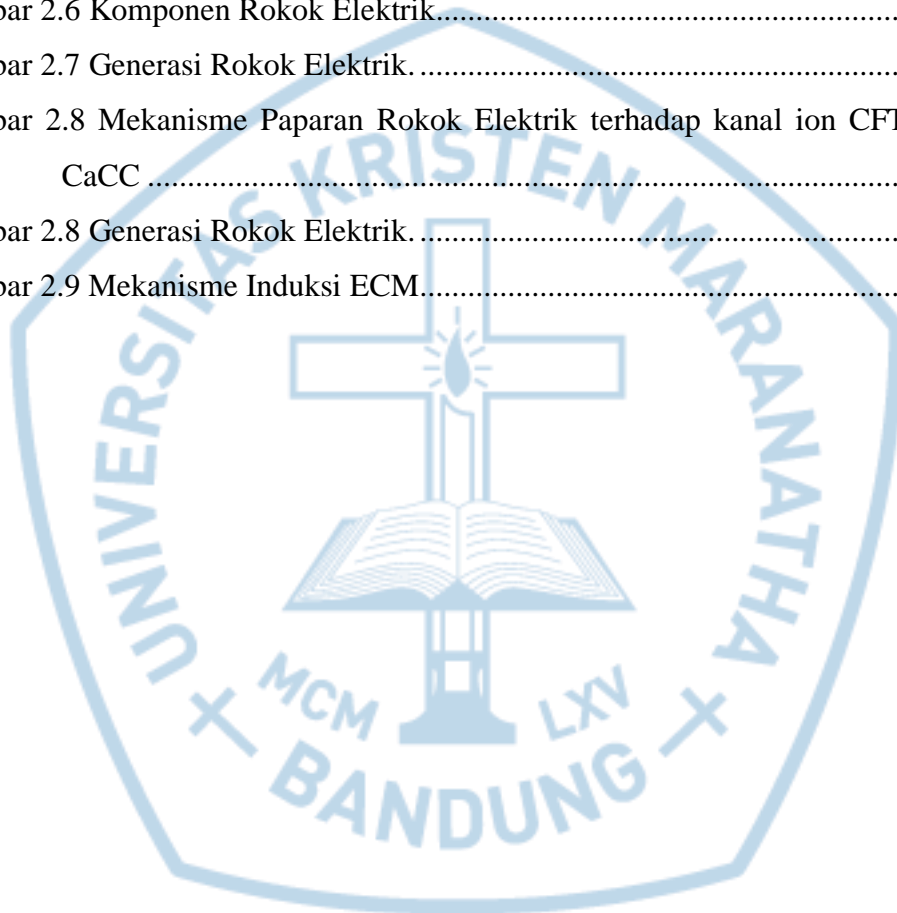 bar 2.6 Komponen Rokok Elektrik..............................................................
bar 2.7 Generasi Rokok Elektrik. ...............................................................
bar 2.8 Mekanisme Paparan Rokok Elektrik terhadap kanal ion CFT
CaCC ...............................................................................................
bar 2.8 Generasi Rokok Elektrik. ...............................................................
bar 2.9 Mekanisme Induksi ECM...............................................................
UNIVERSITAS KRISTEN MARANATHA
MCM LXV
BANDUNG